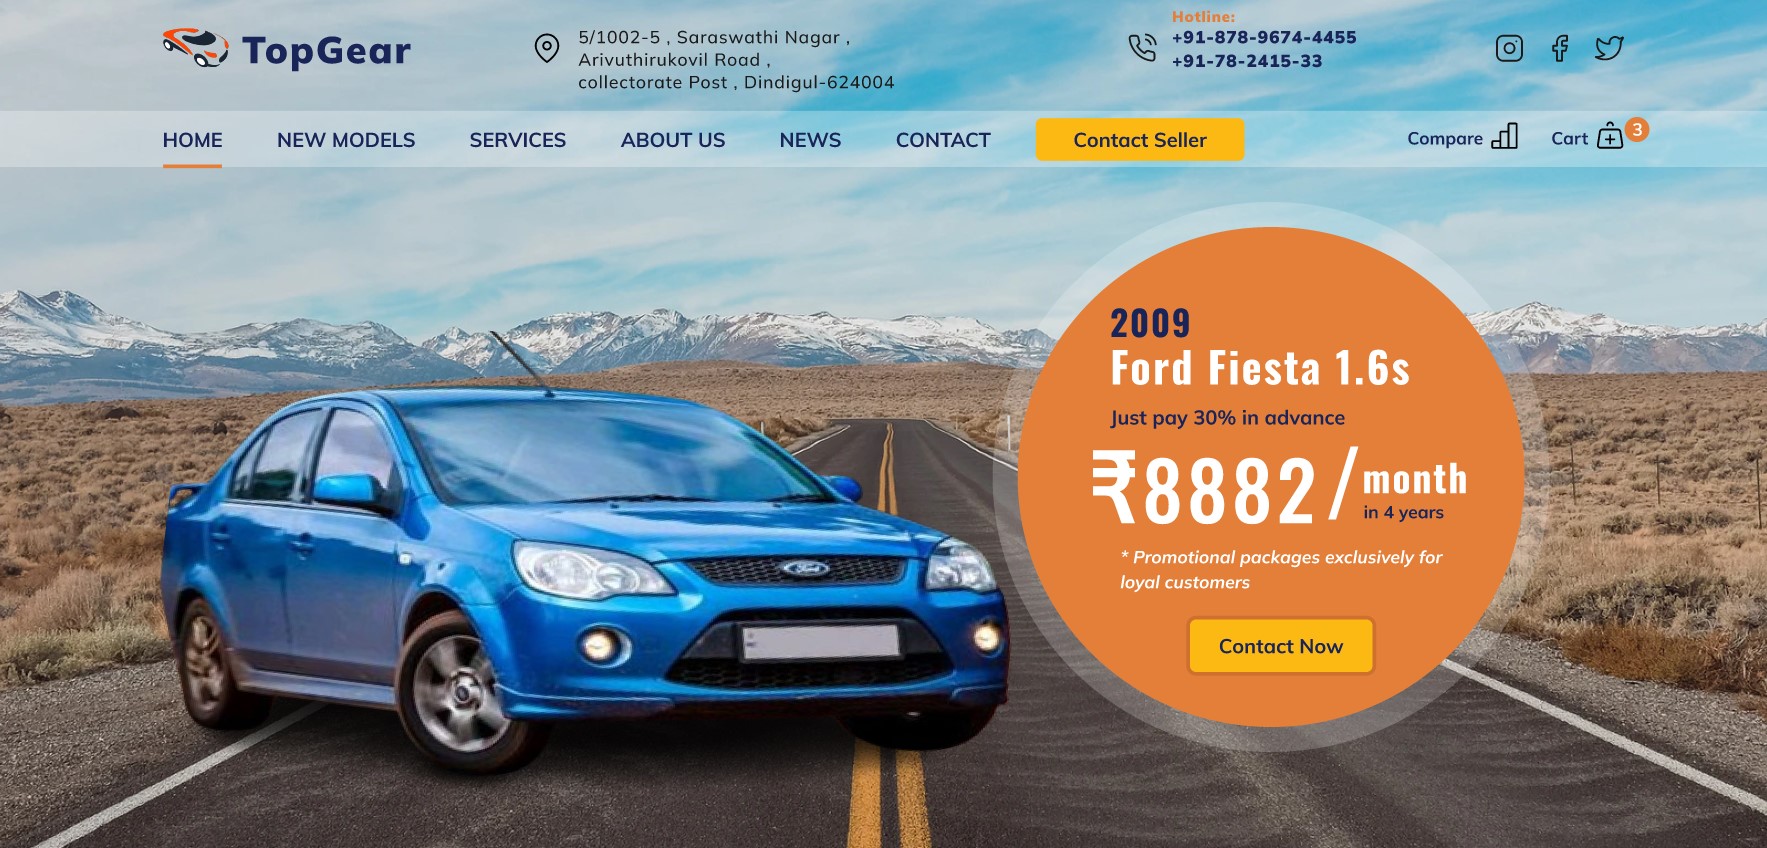 TopGear
5/1002-5 , Saraswathi Nagar ,
Arivuthirukovil Road ,
collectorate Post , Dindigul-624004
Hotline:
+91-878-9674-4455
+91-78-2415-33
HOME
NEW MODELS
SERVICES
ABOUT US
NEWS
CONTACT
Contact Seller
Compare
Cart
3
2009
Ford Fiesta 1.6s
Just pay 30% in advance
₹8882/month
in 4 years
* Promotional packages exclusively for
loyal customers
Contact Now
Ford